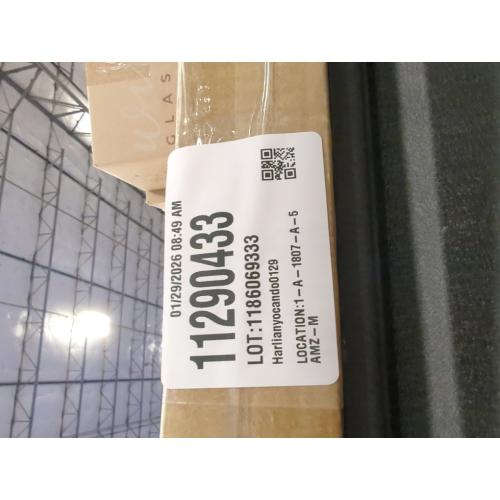 01/29/2026 08:49 AM
11290433
LOT:1186069333
Harlianyocando0129
LOCATION:1-A-1807-A-5
AMZ-M
GLAS